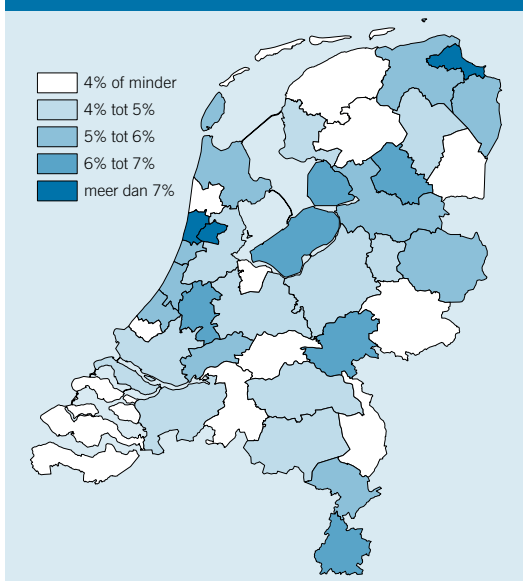 4% of minder
4% tot 5%
5% tot 6%
6% tot 7%
meer dan 7%